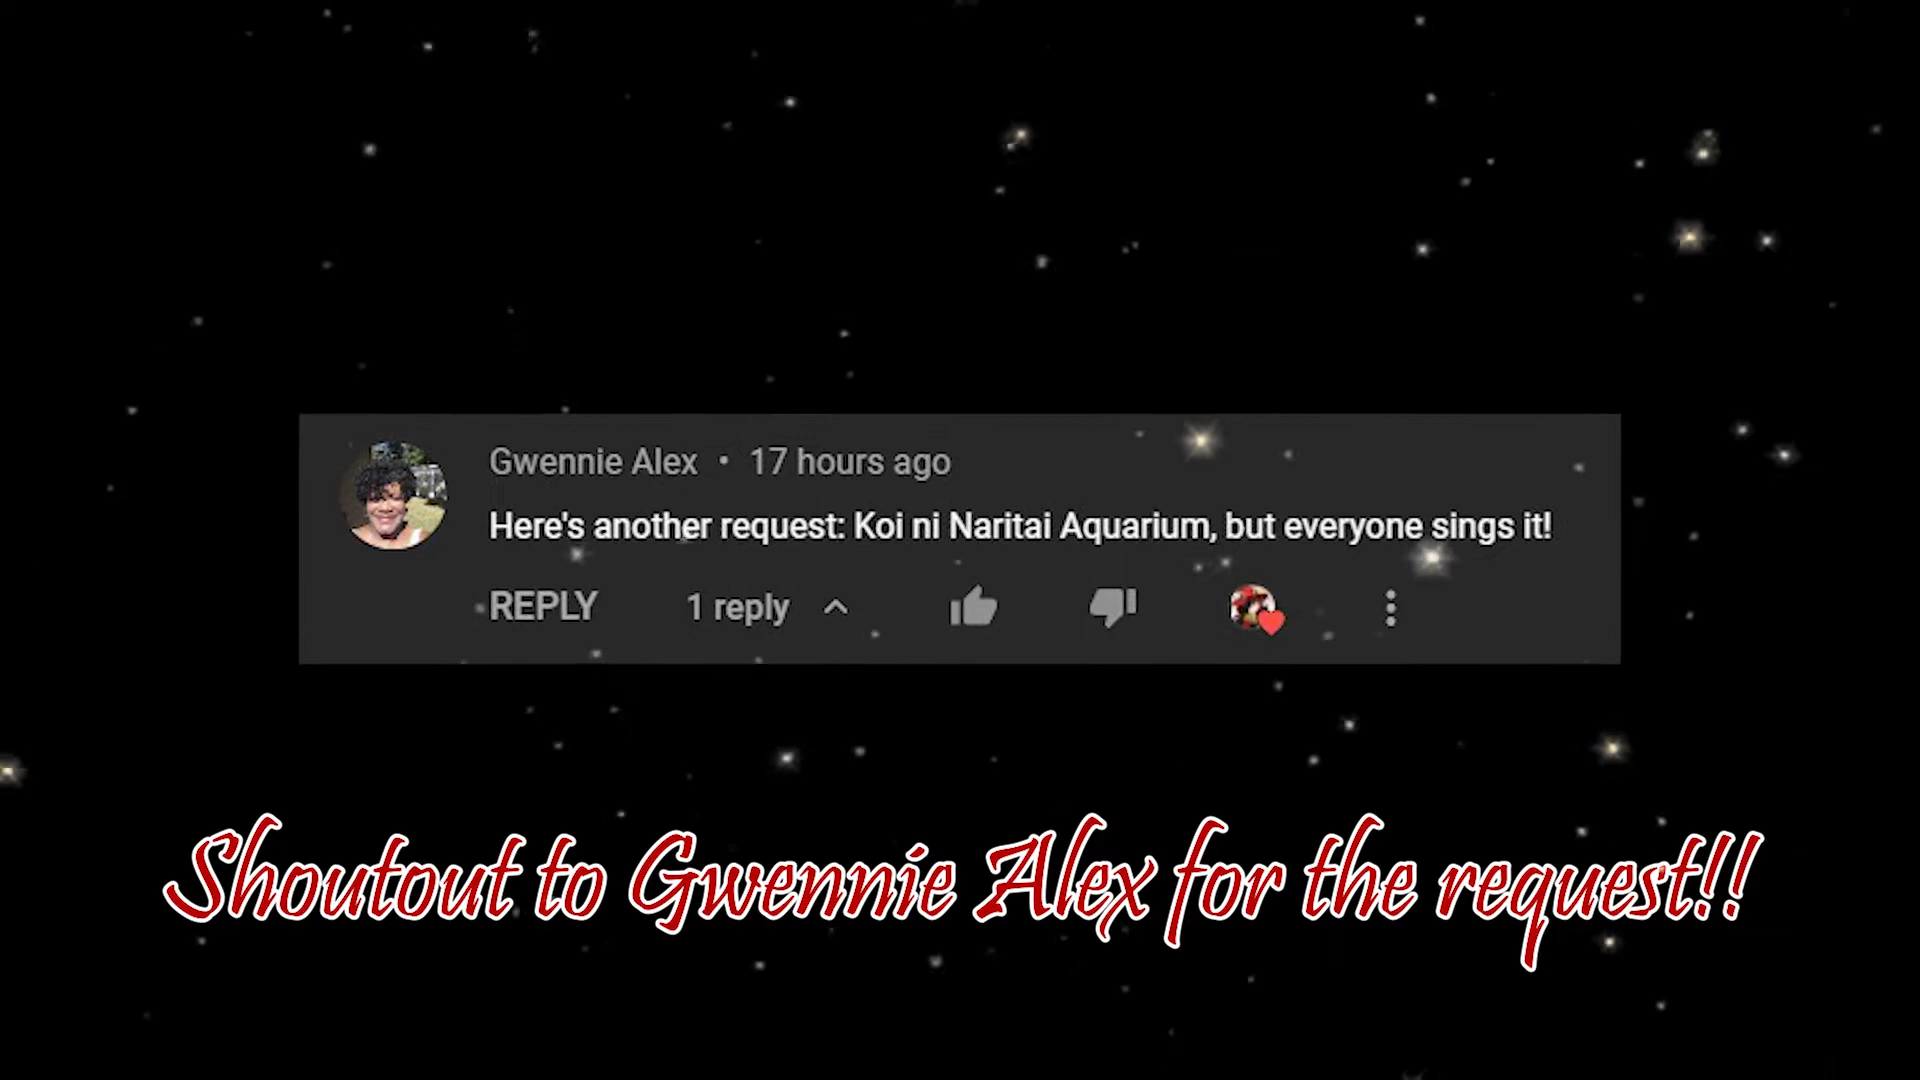 Gwennie Alex • 17 hours ago
Here's another request: Koi ni Naritai Aquarium, but everyone sings it!
REPLY 1 reply
Shoutout to Gwennie Alex for the request!!